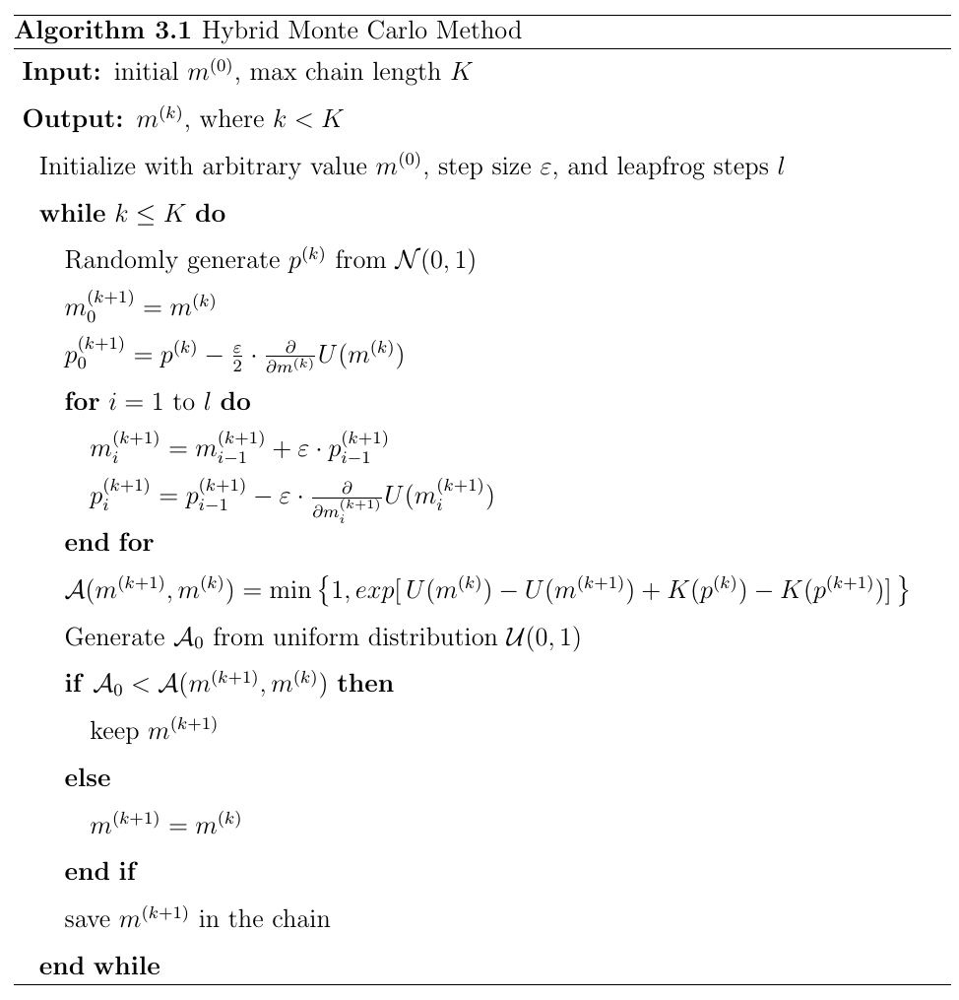 Algorithm 3.1 Hybrid Monte Carlo Method
Input: initial $m^{(0)}$, max chain length $K$
Output: $m^{(k)}$, where $k < K$
Initialize with arbitrary value $m^{(0)}$, step size $\varepsilon$, and leapfrog steps $l$
while $k \leq K$ do
Randomly generate $p^{(k)}$ from $\mathcal{N}(0,1)$
$m_0^{(k+1)} = m^{(k)}$
$p_0^{(k+1)} = p^{(k)} - \frac{\varepsilon}{2} \cdot \frac{\partial}{\partial m^{(k)}} U(m^{(k)})$
for $i = 1$ to $l$ do
$m_i^{(k+1)} = m_{i-1}^{(k+1)} + \varepsilon \cdot p_{i-1}^{(k+1)}$
$p_i^{(k+1)} = p_{i-1}^{(k+1)} - \varepsilon \cdot \frac{\partial}{\partial m_i^{(k+1)}} U(m_i^{(k+1)})$
end for
$\mathcal{A}(m^{(k+1)}, m^{(k)}) = \min \{1, exp[\, U(m^{(k)}) - U(m^{(k+1)}) + K(p^{(k)}) - K(p^{(k+1)})] \}$
Generate $\mathcal{A}_0$ from uniform distribution $\mathcal{U}(0,1)$
if $\mathcal{A}_0 < \mathcal{A}(m^{(k+1)}, m^{(k)})$ then
keep $m^{(k+1)}$
else
$m^{(k+1)} = m^{(k)}$
end if
save $m^{(k+1)}$ in the chain
end while